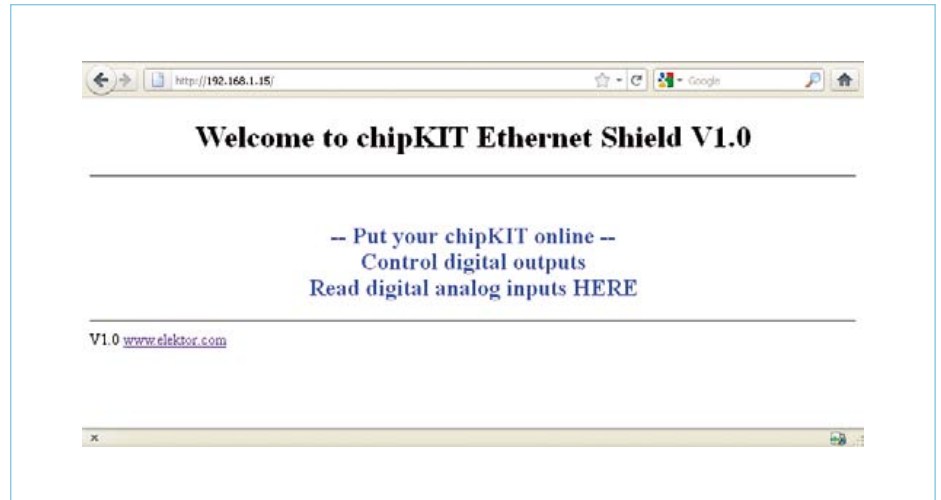 http://192.168.1.15/
Google
Welcome to chipKIT Ethernet Shield V1.0
-- Put your chipKIT online --
Control digital outputs
Read digital analog inputs HERE
V1.0 www.elektor.com